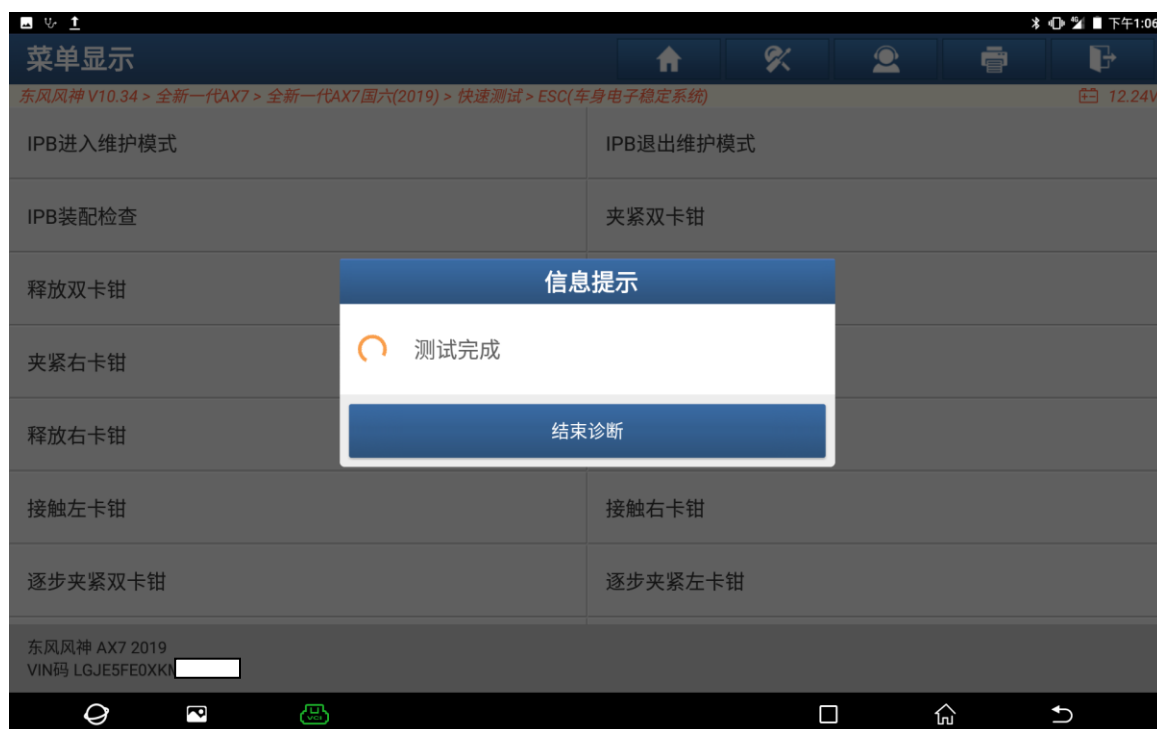 4G 下午1:06
菜单显示
东风风神 V10.34 > 全新一代AX7 > 全新一代AX7国六(2019) > 快速测试 > ESC(车身电子稳定系统) 12.24V
IPB进入维护模式 IPB退出维护模式
IPB装配检查 夹紧双卡钳
信息提示
释放双卡钳
测试完成
夹紧右卡钳
结束诊断
释放右卡钳
接触左卡钳 接触右卡钳
逐步夹紧双卡钳 逐步夹紧左卡钳
东风风神 AX7 2019
VIN码 LGJE5FE0XK
VCI